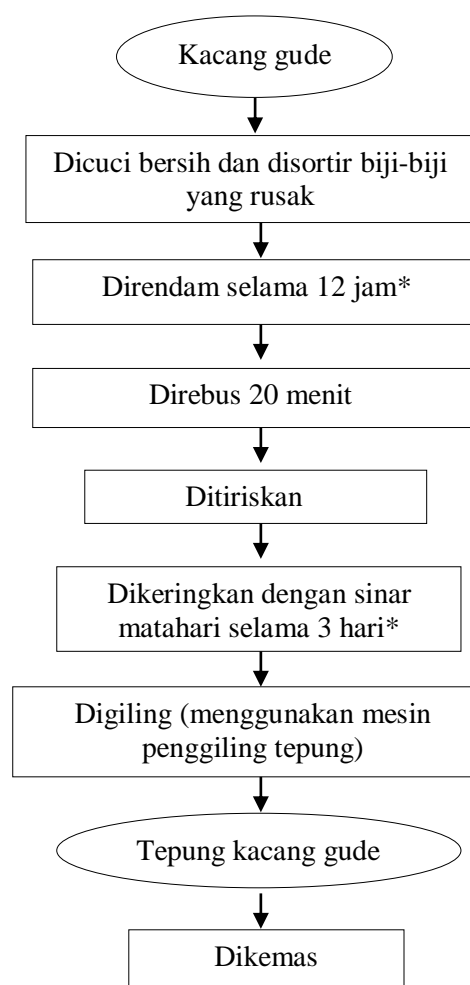 Kacang gude
Dicuci bersih dan disortir biji-biji
yang rusak
Direndam selama 12 jam*
Direbus 20 menit
Ditiriskan
Dikeringkan dengan sinar
matahari selama 3 hari*
Digiling (menggunakan mesin
penggiling tepung)
Tepung kacang gude
Dikemas